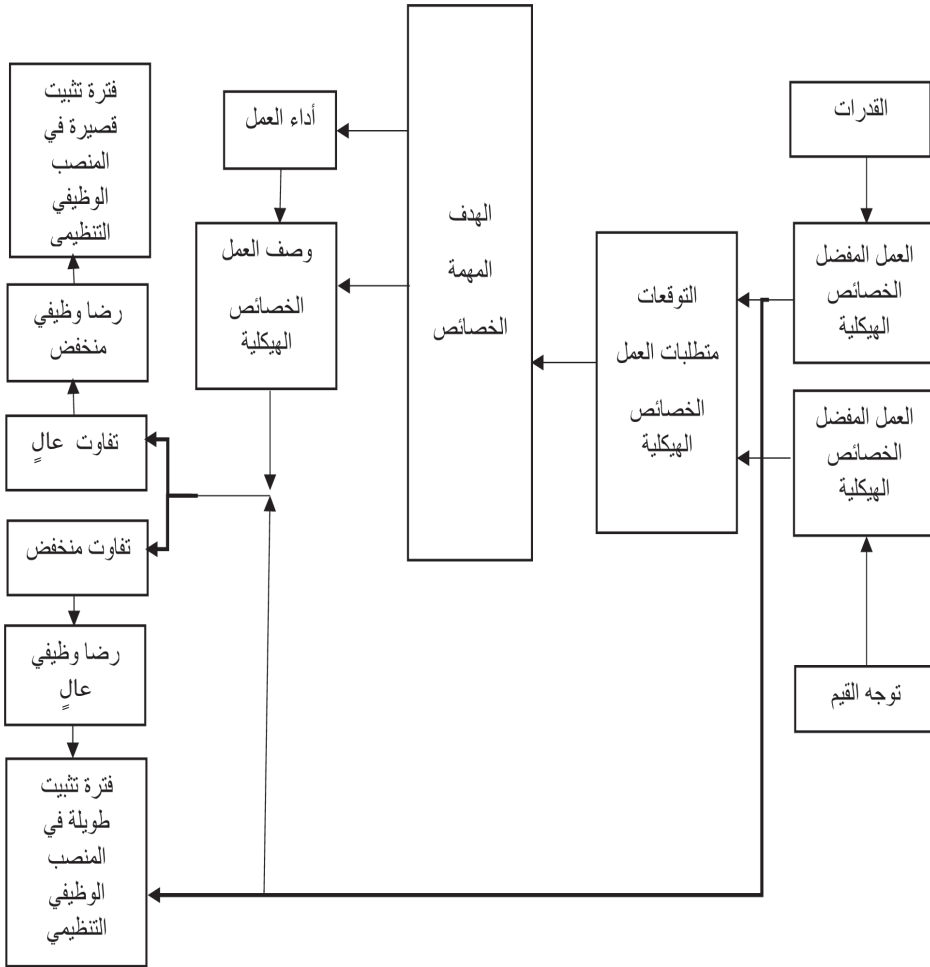 القدرات
العمل المفضل
الخصائص
الهيكلية
العمل المفضل
الخصائص
الهيكلية
توجه القيم
التوقعات
متطلبات العمل
الخصائص
الهيكلية
الهدف
المهمة
الخصائص
أداء العمل
وصف العمل
الخصائص
الهيكلية
فترة تثبيت
قصيرة في
المنصب
الوظيفي
التنظيمى
رضا وظيفي
منخفض
تفاوت عالٍ
تفاوت منخفض
رضا وظيفي
عالٍ
فترة تثبيت
طويلة في
المنصب
الوظيفي
التنظيمي